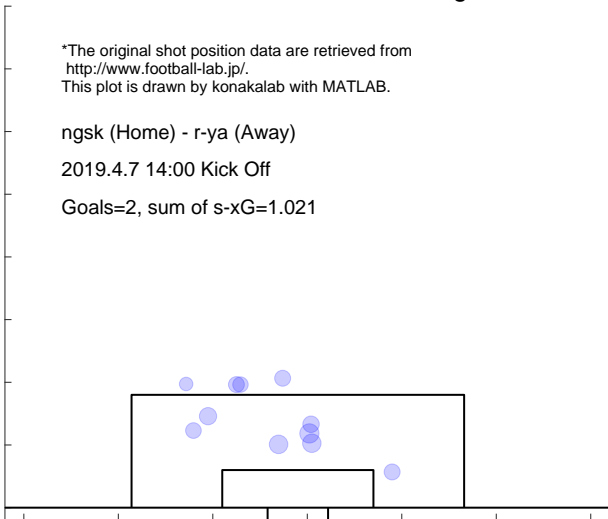 *The original shot position data are retrieved from
http://www.football-lab.jp/.
This plot is drawn by konakalab with MATLAB.
ngsk (Home) - r-ya (Away)
2019.4.7 14:00 Kick Off
Goals=2, sum of s-xG=1.021